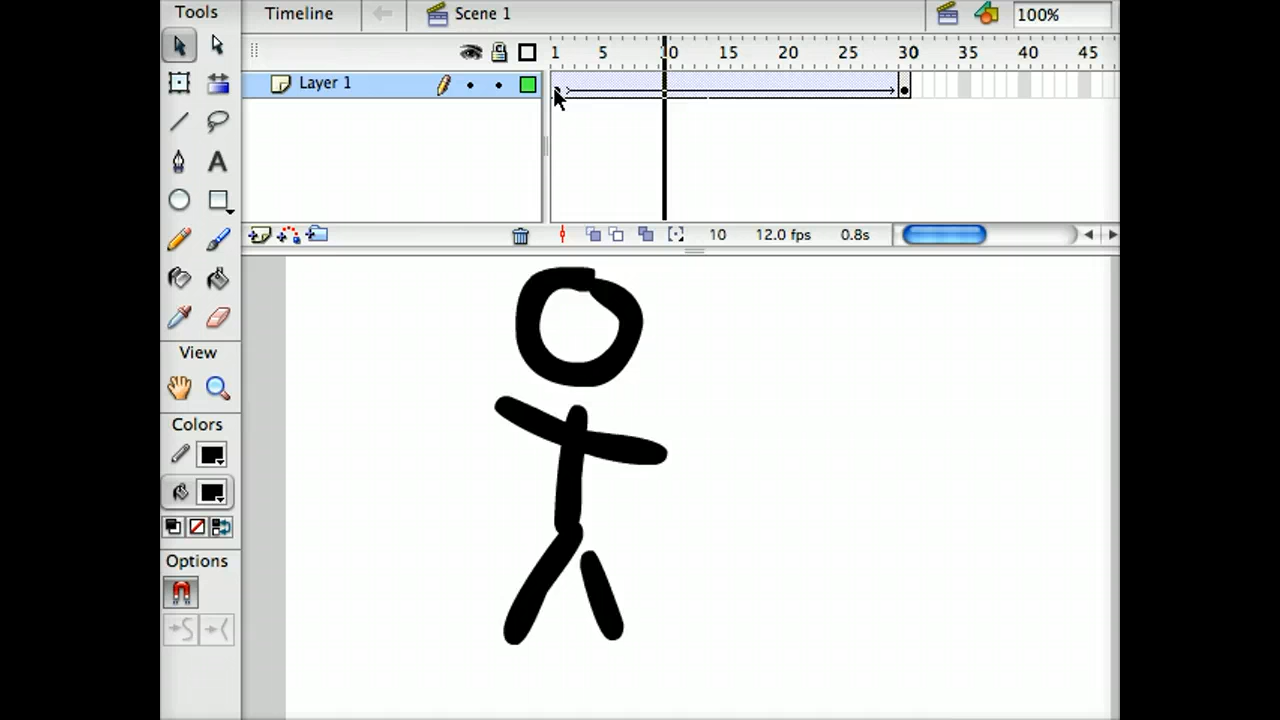 Tools
Timeline
Scene 1
100%
1 5 10 15 20 25 30 35 40 45
Layer 1
A
10 12.0 fps 0.8s
View
Colors
Options